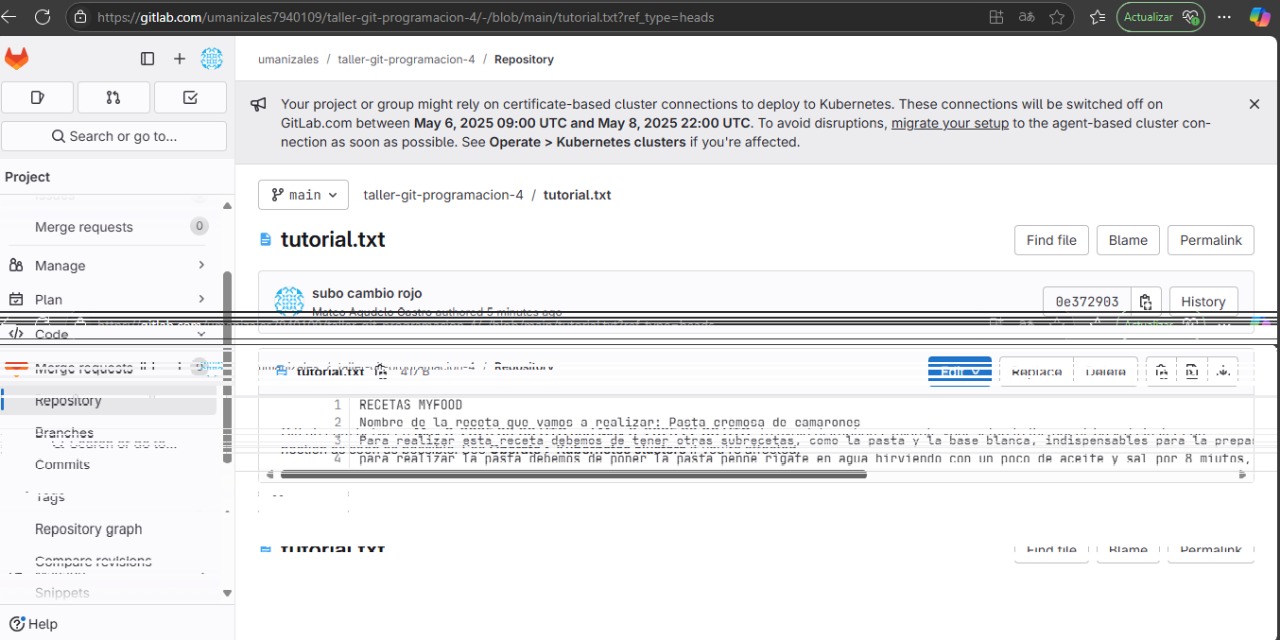 https://gitlab.com/umanizales7940109/taller-git-programacion-4/-/blob/main/tutorial.txt?ref_type=heads
Actualizar
umanizales / taller-git-programacion-4 / Repository
Search or go to...
Your project or group might rely on certificate-based cluster connections to deploy to Kubernetes. These connections will be switched off on
GitLab.com between May 6, 2025 09:00 UTC and May 8, 2025 22:00 UTC. To avoid disruptions, migrate your setup to the agent-based cluster con-
nection as soon as possible. See Operate > Kubernetes clusters if you're affected.
Project
Merge requests 0
Manage
Plan
Code
Merge requests
Repository
Branches
Commits
Tags
Repository graph
Compare revisions
Snippets
Help
main
taller-git-programacion-4 / tutorial.txt
tutorial.txt
Find file
Blame
Permalink
subo cambio rojo
Mateo Agudelo Castro authored 5 minutes ago
0e372903
History
umanizales / taller-git-programacion-4 / Repository
tutorial.txt
Edit
Replace
Delete
1 RECETAS MYFOOD
2 Nombre de la receta que vamos a realizar: Pasta cremosa de camarones
3 Para realizar esta receta debemos de tener otras subrecetas, como la pasta y la base blanca, indispensables para la prepar
4 para realizar la pasta debemos de poner la pasta penne rigate en agua hirviendo con un poco de aceite y sal por 8 miutos,
tutorial.txt
Find file
Blame
Permalink